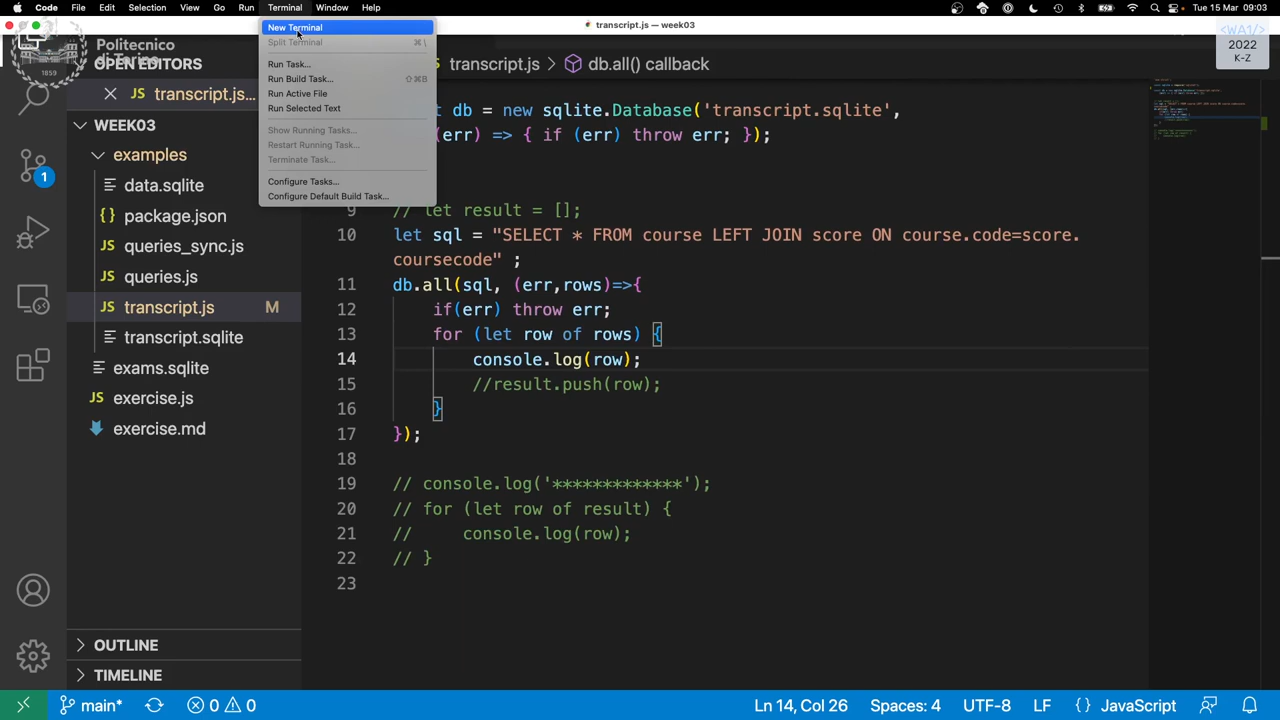 Code File Edit Selection View Go Run Terminal Window Help
Tue 15 Mar 09:03
transcript.js — week03
<WA1/>
2022
K-Z
Politecnico
di Torino
1859
New Terminal
Split Terminal ⌘\
Run Task...
Run Build Task... ⇧⌘B
Run Active File
Run Selected Text
Show Running Tasks...
Restart Running Task...
Terminate Task...
Configure Tasks...
Configure Default Build Task...
OPEN EDITORS
JS transcript.js...
WEEK03
examples
data.sqlite
{} package.json
JS queries_sync.js
JS queries.js
JS transcript.js M
transcript.sqlite
exams.sqlite
JS exercise.js
exercise.md
OUTLINE
TIMELINE
1
transcript.js > db.all() callback
t db = new sqlite.Database('transcript.sqlite',
(err) => { if (err) throw err; });
9 // let result = [];
10 let sql = "SELECT * FROM course LEFT JOIN score ON course.code=score.
coursecode" ;
11 db.all(sql, (err,rows)=>{
12 if(err) throw err;
13 for (let row of rows) {
14 console.log(row);
15 //result.push(row);
16 }
17 });
18
19 // console.log('*************');
20 // for (let row of result) {
21 // console.log(row);
22 // }
23
main* 0 0 Ln 14, Col 26 Spaces: 4 UTF-8 LF {} JavaScript